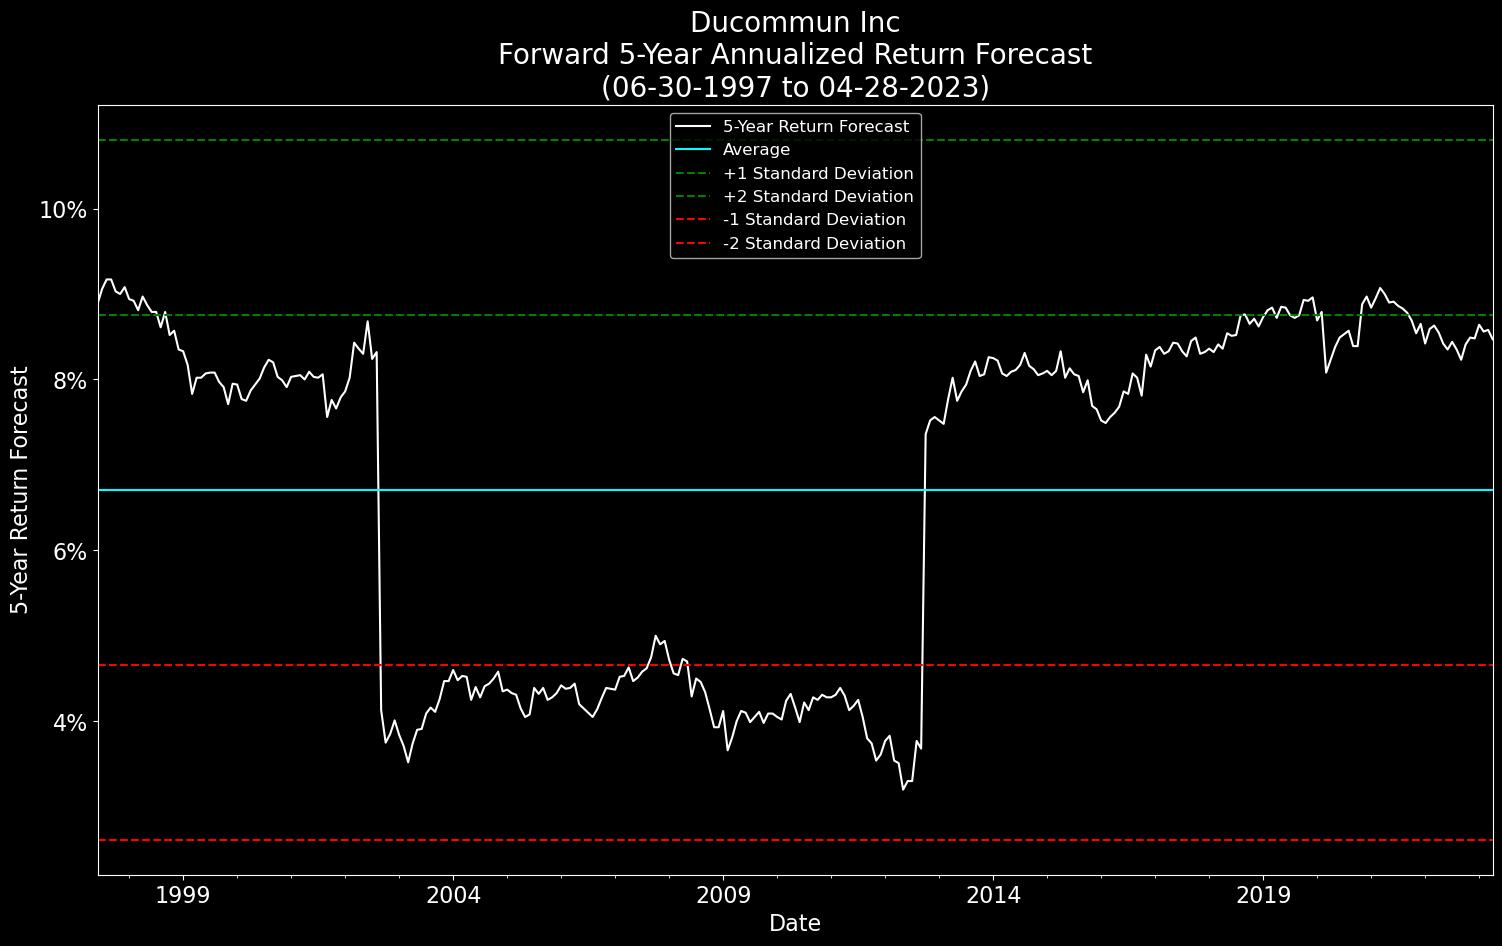 Ducommun Inc
Forward 5-Year Annualized Return Forecast
(06-30-1997 to 04-28-2023)
5-Year Return Forecast
Average
+1 Standard Deviation
+2 Standard Deviation
-1 Standard Deviation
-2 Standard Deviation
5-Year Return Forecast
10%
8%
6%
4%
1999
2004
2009
2014
2019
Date